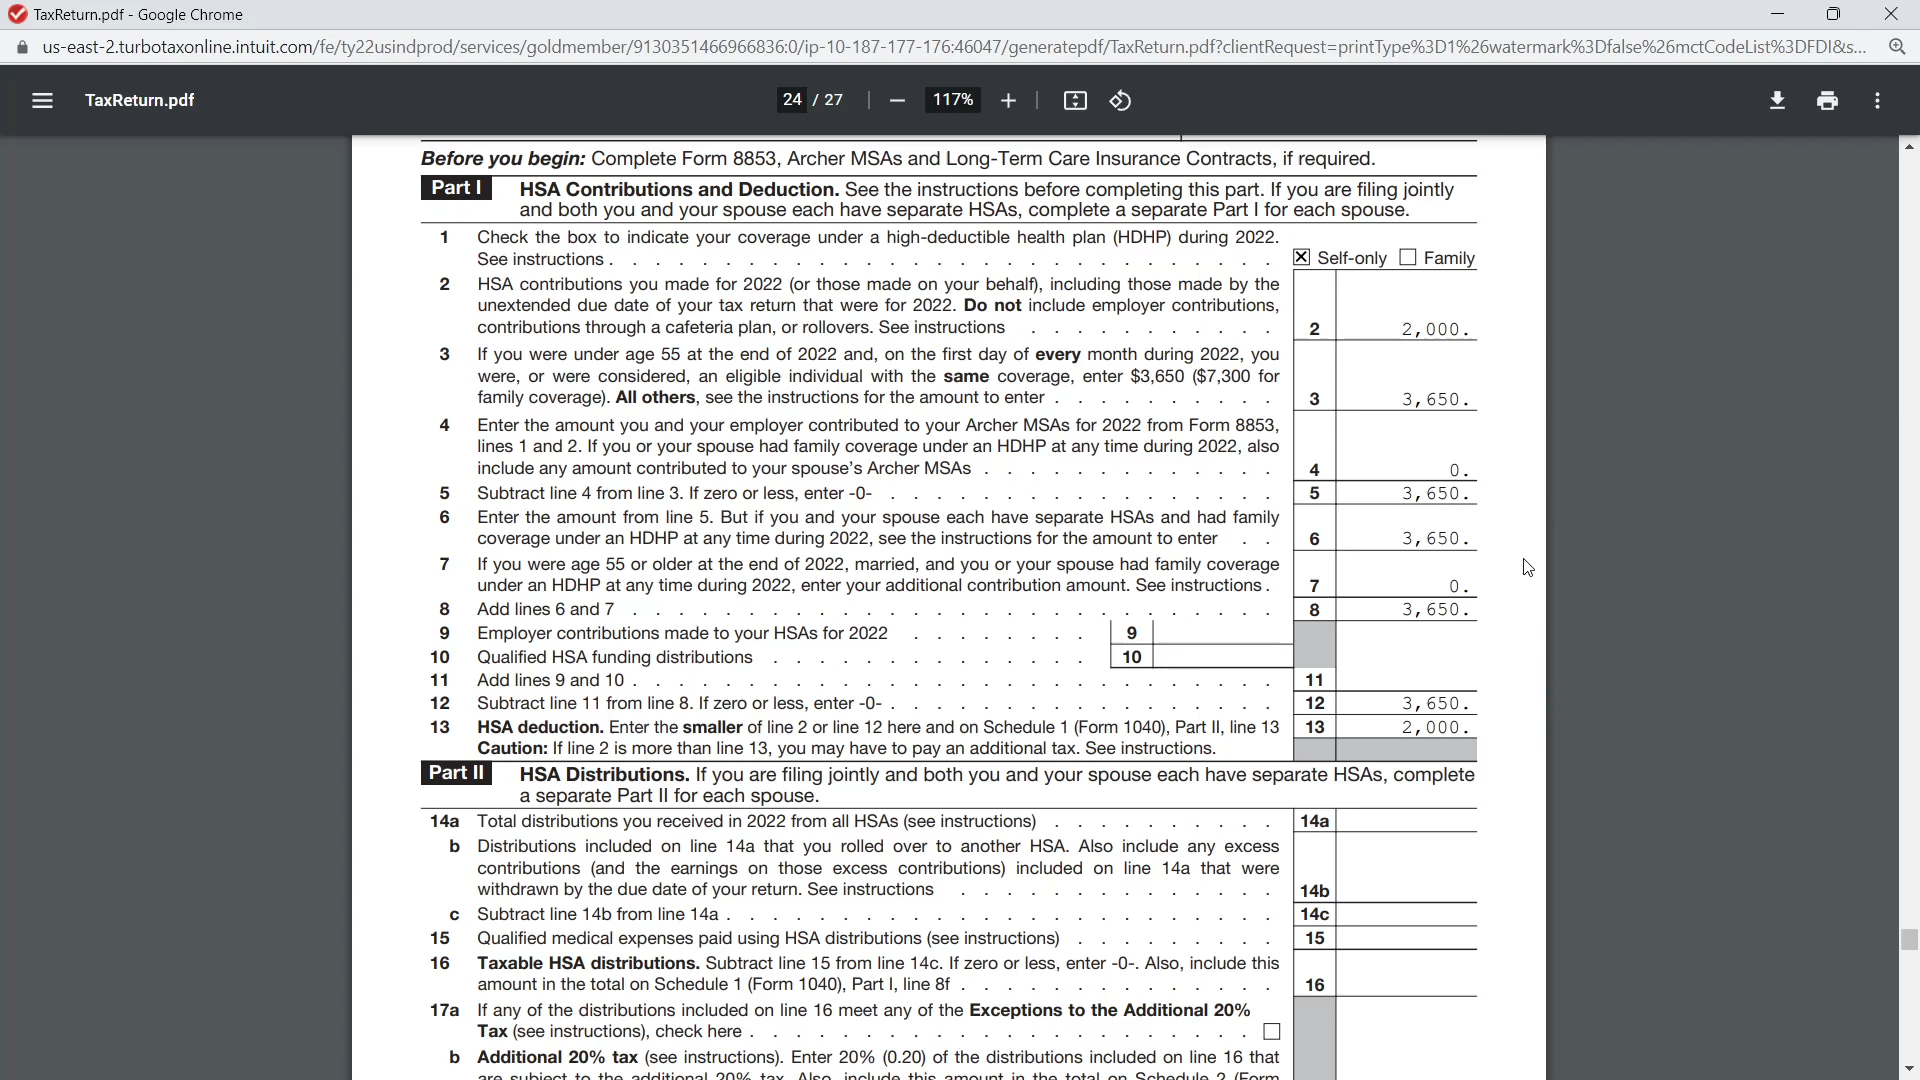 TaxReturn.pdf - Google Chrome
us-east-2.turbotaxonline.intuit.com/fe/ty22usindprod/services/goldmember/9130351466966836:0/ip-10-187-177-176:46047/generatepdf/TaxReturn.pdf?clientRequest=printType%3D1%26watermark%3Dfalse%26mctCodeList%3DFDI&s...
TaxReturn.pdf
24 / 27
117%
Before you begin: Complete Form 8853, Archer MSAs and Long-Term Care Insurance Contracts, if required.
Part I HSA Contributions and Deduction. See the instructions before completing this part. If you are filing jointly
and both you and your spouse each have separate HSAs, complete a separate Part I for each spouse.
1 Check the box to indicate your coverage under a high-deductible health plan (HDHP) during 2022.
See instructions . . . . . . . . . . . . . . . . . . . . . . . . . . . . . X Self-only Family
2 HSA contributions you made for 2022 (or those made on your behalf), including those made by the
unextended due date of your tax return that were for 2022. Do not include employer contributions,
contributions through a cafeteria plan, or rollovers. See instructions . . . . . . . . . . . 2 2,000.
3 If you were under age 55 at the end of 2022 and, on the first day of every month during 2022, you
were, or were considered, an eligible individual with the same coverage, enter $3,650 ($7,300 for
family coverage). All others, see the instructions for the amount to enter . . . . . . . . . . 3 3,650.
4 Enter the amount you and your employer contributed to your Archer MSAs for 2022 from Form 8853,
lines 1 and 2. If you or your spouse had family coverage under an HDHP at any time during 2022, also
include any amount contributed to your spouse's Archer MSAs . . . . . . . . . . . . . 4 0.
5 Subtract line 4 from line 3. If zero or less, enter -0- . . . . . . . . . . . . . . . . . 5 3,650.
6 Enter the amount from line 5. But if you and your spouse each have separate HSAs and had family
coverage under an HDHP at any time during 2022, see the instructions for the amount to enter . . 6 3,650.
7 If you were age 55 or older at the end of 2022, married, and you or your spouse had family coverage
under an HDHP at any time during 2022, enter your additional contribution amount. See instructions . 7 0.
8 Add lines 6 and 7 . . . . . . . . . . . . . . . . . . . . . . . . . . . . 8 3,650.
9 Employer contributions made to your HSAs for 2022 . . . . . . . . 9
10 Qualified HSA funding distributions . . . . . . . . . . . . . . 10
11 Add lines 9 and 10 . . . . . . . . . . . . . . . . . . . . . . . . . . . . 11
12 Subtract line 11 from line 8. If zero or less, enter -0- . . . . . . . . . . . . . . . . . 12 3,650.
13 HSA deduction. Enter the smaller of line 2 or line 12 here and on Schedule 1 (Form 1040), Part II, line 13 13 2,000.
Caution: If line 2 is more than line 13, you may have to pay an additional tax. See instructions.
Part II HSA Distributions. If you are filing jointly and both you and your spouse each have separate HSAs, complete
a separate Part II for each spouse.
14a Total distributions you received in 2022 from all HSAs (see instructions) . . . . . . . . . . 14a
b Distributions included on line 14a that you rolled over to another HSA. Also include any excess
contributions (and the earnings on those excess contributions) included on line 14a that were
withdrawn by the due date of your return. See instructions . . . . . . . . . . . . . . 14b
c Subtract line 14b from line 14a . . . . . . . . . . . . . . . . . . . . . . . . 14c
15 Qualified medical expenses paid using HSA distributions (see instructions) . . . . . . . . . 15
16 Taxable HSA distributions. Subtract line 15 from line 14c. If zero or less, enter -0-. Also, include this
amount in the total on Schedule 1 (Form 1040), Part I, line 8f . . . . . . . . . . . . . . 16
17a If any of the distributions included on line 16 meet any of the Exceptions to the Additional 20%
Tax (see instructions), check here . . . . . . . . . . . . . . . . . . . . . .
b Additional 20% tax (see instructions). Enter 20% (0.20) of the distributions included on line 16 that
are subject to the additional 20% tax. Also, include this amount in the total on Schedule 2 (Form